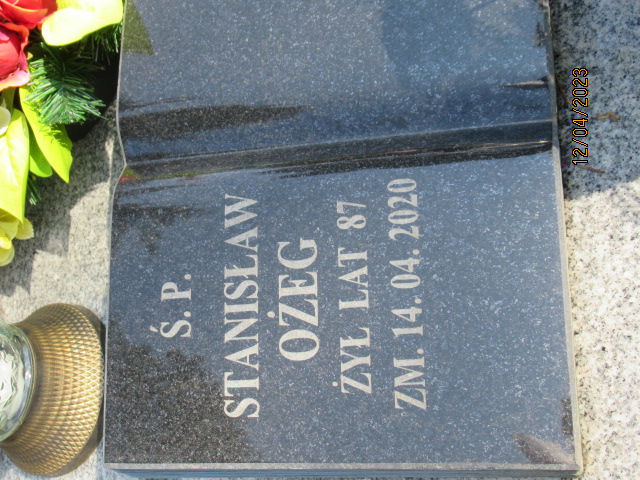 Ś. P.
STANISŁAW
OŻEG
ŻYŁ LAT 87
ZM. 14. 04. 2020
12/04/2023